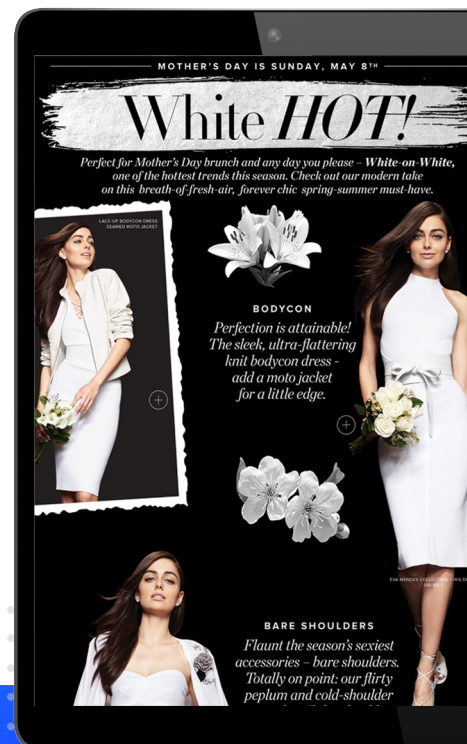 MOTHER'S DAY IS SUNDAY, MAY 8TH
White HOT!
Perfect for Mother's Day brunch and any day you please – White-on-White,
one of the hottest trends this season. Check out our modern take
on this breath-of-fresh-air, forever chic spring-summer must-have.
LACE-UP BODYCON DRESS
SEAMED MOTO JACKET
BODYCON
Perfection is attainable!
The sleek, ultra-flattering
knit bodycon dress -
add a moto jacket
for a little edge.
EVA MENDES COLLECTION
BARE SHOULDERS
Flaunt the season's sexiest
accessories – bare shoulders.
Totally on point: our flirty
peplum and cold-shoulder